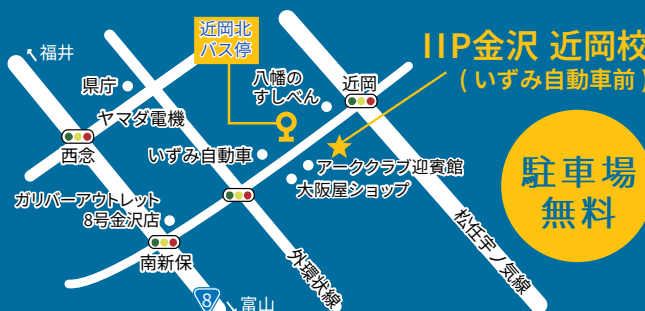 福井
近岡北
バス停
IIP金沢 近岡校
( いずみ自動車前 )
県庁
八幡の
すしべん
近岡
ヤマダ電機
西念
いずみ自動車
アーククラブ迎賓館
大阪屋ショップ
駐車場
無料
ガリバーアウトレット
8号金沢店
南新保
外環状線
松任宇ノ気線
8
富山